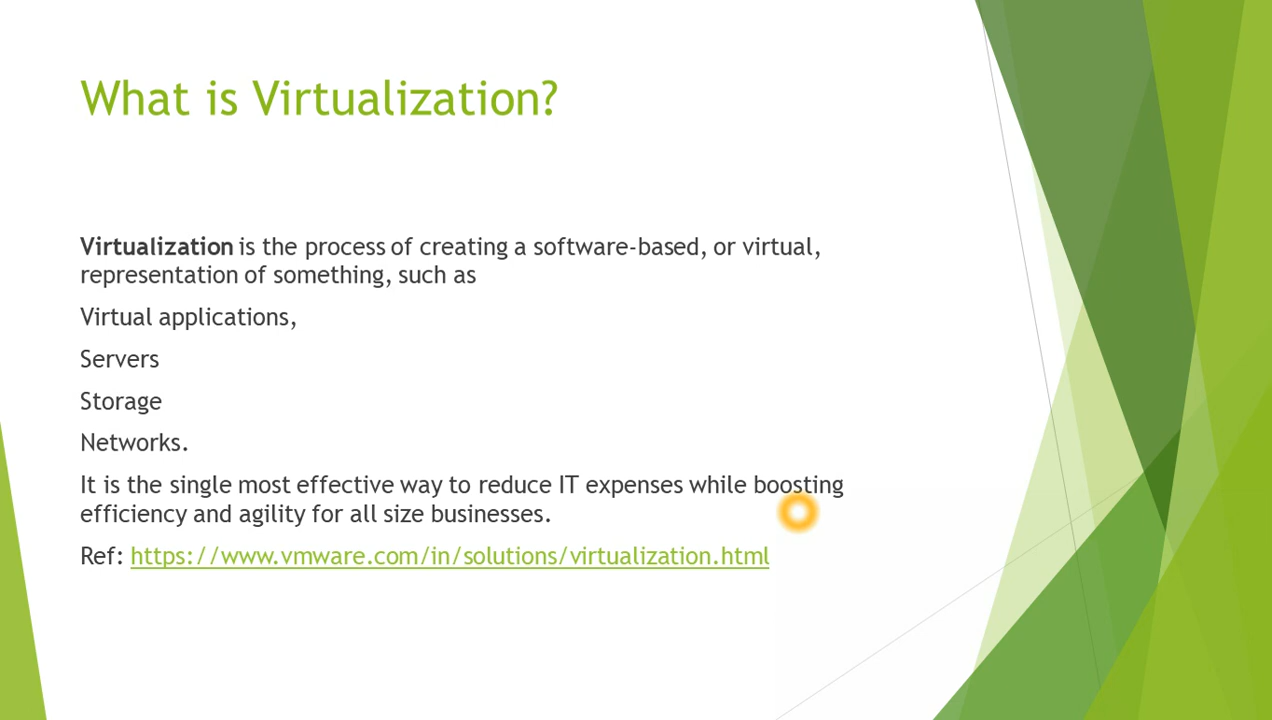 What is Virtualization?
Virtualization is the process of creating a software-based, or virtual,
representation of something, such as
Virtual applications,
Servers
Storage
Networks.
It is the single most effective way to reduce IT expenses while boosting
efficiency and agility for all size businesses.
Ref: https://www.vmware.com/in/solutions/virtualization.html